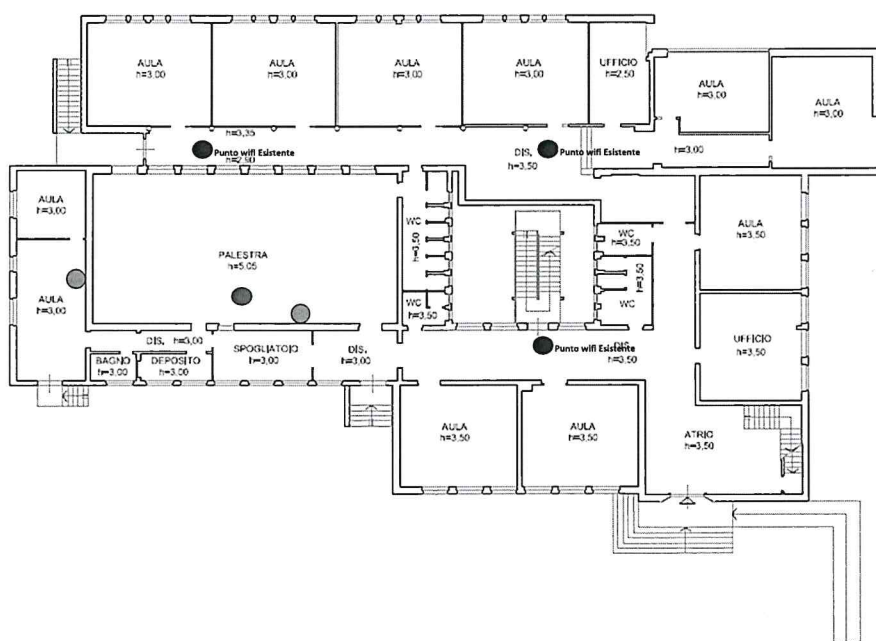 AULA
h=3,00
AULA
h=3,00
AULA
h=3,00
AULA
h=3,00
UFFICIO
h=2,50
AULA
h=3,00
AULA
h=3,00
h=3,35
Punto wifi Esistente
h=2,90
DIS.
h=3,50
Punto wifi Esistente
h=3,00
AULA
h=3,00
AULA
h=3,00
PALESTRA
h=5,05
WC
h=3,50
WC
h=3,50
WC
h=3,50
h=3,50
WC
AULA
h=3,50
UFFICIO
h=3,50
DIS. h=3,00
BAGNO
h=3,00
DEPOSITO
h=3,00
SPOGLIATOIO
h=3,00
DIS.
h=3,00
Punto wifi Esistente
DIS.
h=3,50
AULA
h=3,50
AULA
h=3,50
ATRIO
h=3,50